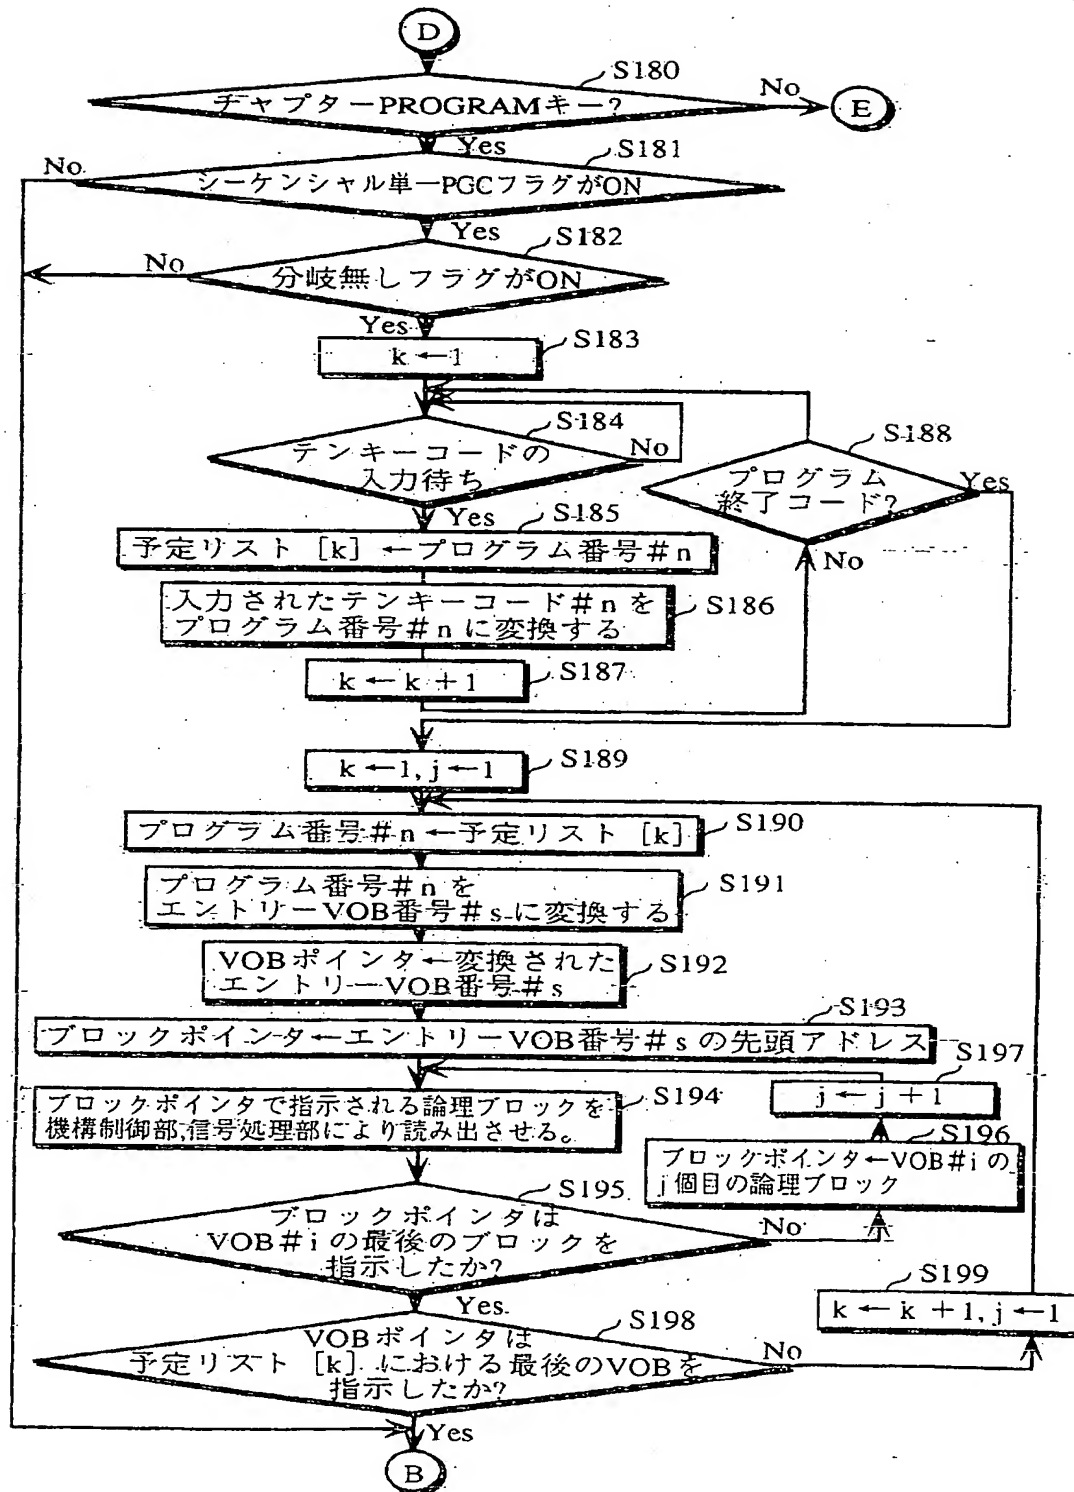 D
S180
チャプターPROGRAMキー?
No
E
Yes
S181
No
シーケンシャル単一PGCフラグがON
Yes
S182
No
分岐無しフラグがON
Yes
S183
k←1
S184
テンキーコードの
入力待ち
No
S188
プログラム
終了コード?
Yes
No
Yes
S185
予定リスト [k] ←プログラム番号#n
S186
入力されたテンキーコード#nを
プログラム番号#nに変換する
S187
k←k+1
S189
k←1, j←1
S190
プログラム番号#n←予定リスト [k]
S191
プログラム番号#nを
エントリーVOB番号#sに変換する
S192
VOBポインタ←変換された
エントリーVOB番号#s
S193
ブロックポインタ←エントリーVOB番号#sの先頭アドレス
S197
j←j+1
S194
ブロックポインタで指示される論理ブロックを
機構制御部,信号処理部により読み出させる。
S196
ブロックポインタ←VOB#iの
j個目の論理ブロック
S195
ブロックポインタは
VOB#iの最後のブロックを
指示したか?
No
Yes
S199
k←k+1, j←1
S198
VOBポインタは
予定リスト [k] における最後のVOBを
指示したか?
No
Yes
B